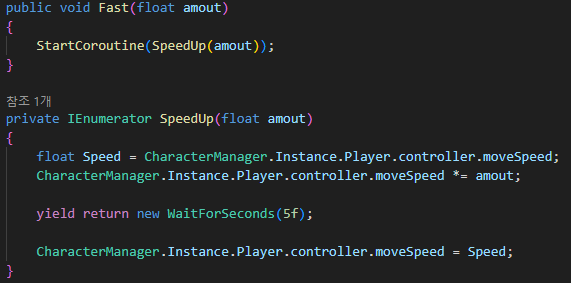 public void Fast(float amout)
{
    StartCoroutine(SpeedUp(amout));
}
참조 1개
private IEnumerator SpeedUp(float amout)
{
    float Speed = CharacterManager.Instance.Player.controller.moveSpeed;
    CharacterManager.Instance.Player.controller.moveSpeed *= amout;
    yield return new WaitForSeconds(5f);
    CharacterManager.Instance.Player.controller.moveSpeed = Speed;
}